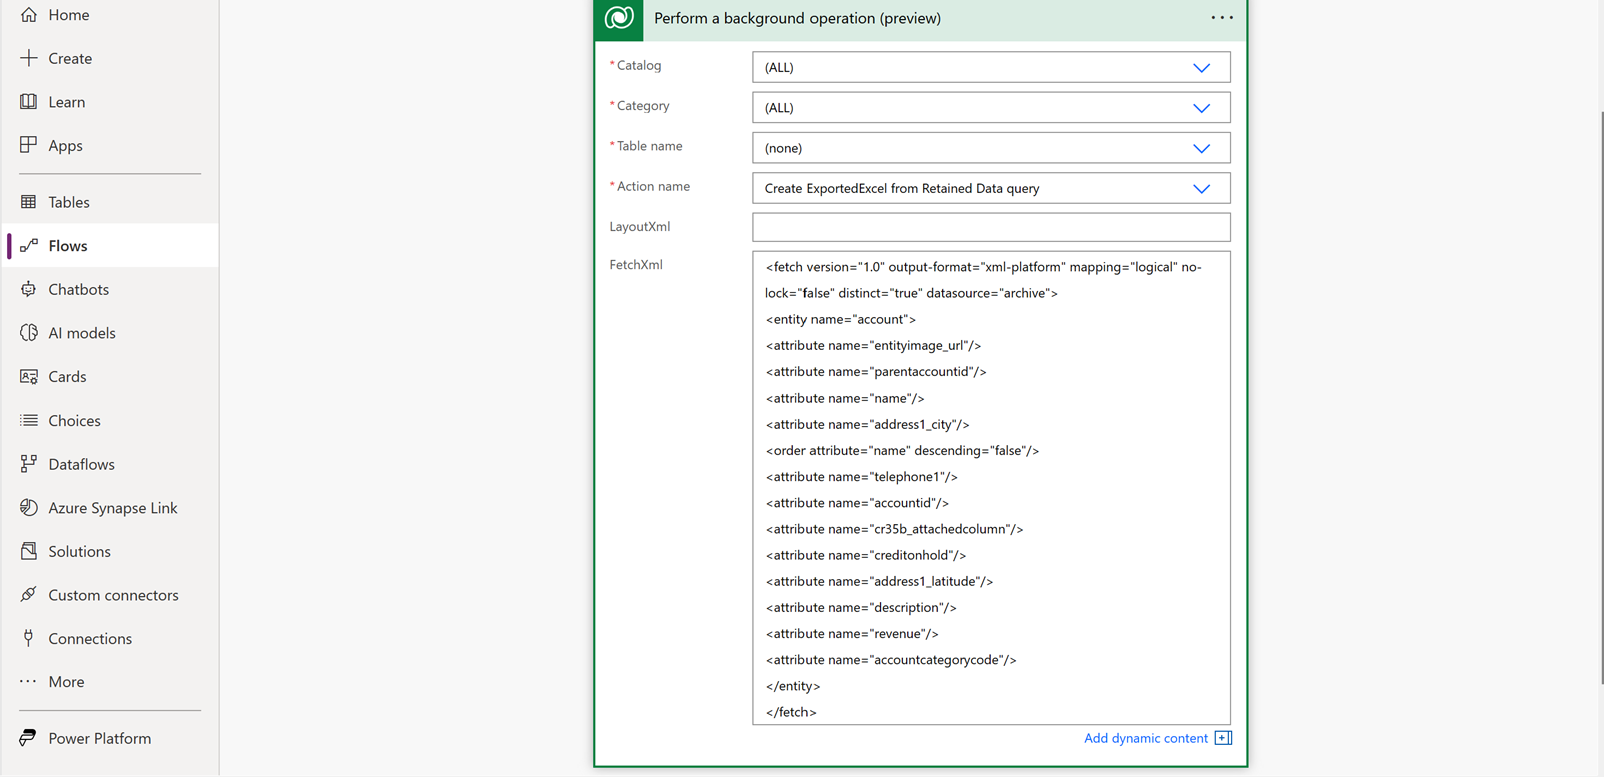 Home
Create
Learn
Apps
Tables
Flows
Chatbots
AI models
Cards
Choices
Dataflows
Azure Synapse Link
Solutions
Custom connectors
Connections
More
Power Platform
Perform a background operation (preview)
* Catalog
(ALL)
* Category
(ALL)
* Table name
(none)
* Action name
Create ExportedExcel from Retained Data query
LayoutXml
FetchXml
<fetch version="1.0" output-format="xml-platform" mapping="logical" no-
lock="false" distinct="true" datasource="archive">
<entity name="account">
<attribute name="entityimage_url"/>
<attribute name="parentaccountid"/>
<attribute name="name"/>
<attribute name="address1_city"/>
<order attribute="name" descending="false"/>
<attribute name="telephone1"/>
<attribute name="accountid"/>
<attribute name="cr35b_attachedcolumn"/>
<attribute name="creditonhold"/>
<attribute name="address1_latitude"/>
<attribute name="description"/>
<attribute name="revenue"/>
<attribute name="accountcategorycode"/>
</entity>
</fetch>
Add dynamic content